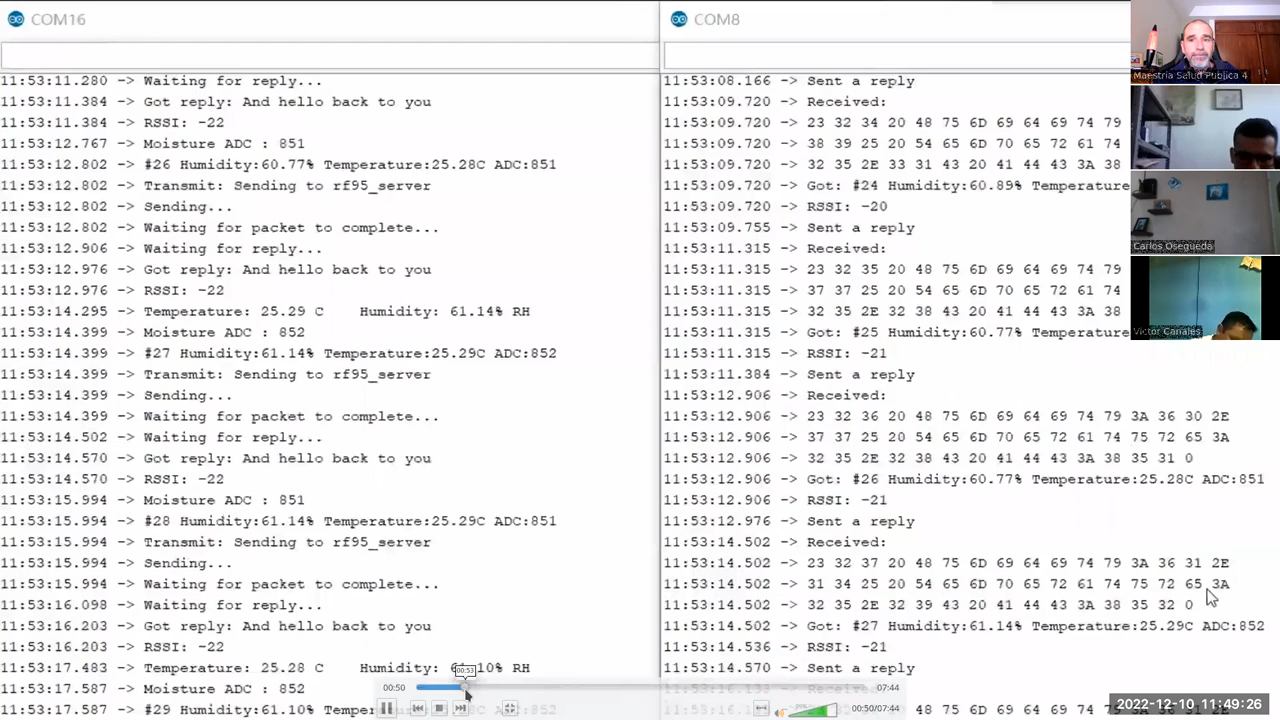 COM16
11:53:11.280 -> Waiting for reply...
11:53:11.384 -> Got reply: And hello back to you
11:53:11.384 -> RSSI: -22
11:53:12.767 -> Moisture ADC : 851
11:53:12.802 -> #26 Humidity:60.77% Temperature:25.28C ADC:851
11:53:12.802 -> Transmit: Sending to rf95_server
11:53:12.802 -> Sending...
11:53:12.802 -> Waiting for packet to complete...
11:53:12.906 -> Waiting for reply...
11:53:12.976 -> Got reply: And hello back to you
11:53:12.976 -> RSSI: -22
11:53:14.295 -> Temperature: 25.29 C    Humidity: 61.14% RH
11:53:14.399 -> Moisture ADC : 852
11:53:14.399 -> #27 Humidity:61.14% Temperature:25.29C ADC:852
11:53:14.399 -> Transmit: Sending to rf95_server
11:53:14.399 -> Sending...
11:53:14.399 -> Waiting for packet to complete...
11:53:14.502 -> Waiting for reply...
11:53:14.570 -> Got reply: And hello back to you
11:53:14.570 -> RSSI: -22
11:53:15.994 -> Moisture ADC : 851
11:53:15.994 -> #28 Humidity:61.14% Temperature:25.29C ADC:851
11:53:15.994 -> Transmit: Sending to rf95_server
11:53:15.994 -> Sending...
11:53:15.994 -> Waiting for packet to complete...
11:53:16.098 -> Waiting for reply...
11:53:16.203 -> Got reply: And hello back to you
11:53:16.203 -> RSSI: -22
11:53:17.483 -> Temperature: 25.28 C    Humidity: 10% RH
11:53:17.587 -> Moisture ADC : 852
11:53:17.587 -> #29 Humidity:61.10%
COM8
11:53:08.166 -> Sent a reply
11:53:09.720 -> Received:
11:53:09.720 -> 23 32 34 20 48 75 6D 69 64 69 74 79
11:53:09.720 -> 38 39 25 20 54 65 6D 70 65 72 61 74
11:53:09.720 -> 32 35 2E 33 31 43 20 41 44 43 3A 38
11:53:09.720 -> Got: #24 Humidity:60.89% Temperature
11:53:09.720 -> RSSI: -20
11:53:09.755 -> Sent a reply
11:53:11.315 -> Received:
11:53:11.315 -> 23 32 35 20 48 75 6D 69 64 69 74 79
11:53:11.315 -> 37 37 25 20 54 65 6D 70 65 72 61 74
11:53:11.315 -> 32 35 2E 32 38 43 20 41 44 43 3A 38
11:53:11.315 -> Got: #25 Humidity:60.77% Temperature
11:53:11.315 -> RSSI: -21
11:53:11.384 -> Sent a reply
11:53:12.906 -> Received:
11:53:12.906 -> 23 32 36 20 48 75 6D 69 64 69 74 79 3A 36 30 2E
11:53:12.906 -> 37 37 25 20 54 65 6D 70 65 72 61 74 75 72 65 3A
11:53:12.906 -> 32 35 2E 32 38 43 20 41 44 43 3A 38 35 31 0
11:53:12.906 -> Got: #26 Humidity:60.77% Temperature:25.28C ADC:851
11:53:12.906 -> RSSI: -21
11:53:12.976 -> Sent a reply
11:53:14.502 -> Received:
11:53:14.502 -> 23 32 37 20 48 75 6D 69 64 69 74 79 3A 36 31 2E
11:53:14.502 -> 31 34 25 20 54 65 6D 70 65 72 61 74 75 72 65 3A
11:53:14.502 -> 32 35 2E 32 39 43 20 41 44 43 3A 38 35 32 0
11:53:14.502 -> Got: #27 Humidity:61.14% Temperature:25.29C ADC:852
11:53:14.536 -> RSSI: -21
11:53:14.570 -> Sent a reply
Maestria Salud Publica 4
Carlos Osegueda
Victor Canales
00:53
00:50
07:44
00:50/07:44
2022-12-10 11:49:26